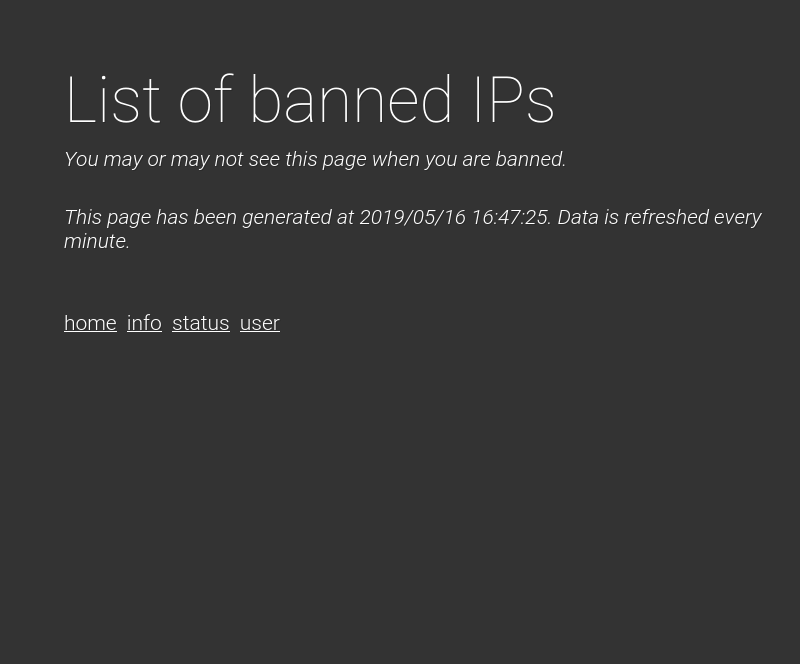 List of banned IPs
You may or may not see this page when you are banned.
This page has been generated at 2019/05/16 16:47:25. Data is refreshed every
minute.
home info status user